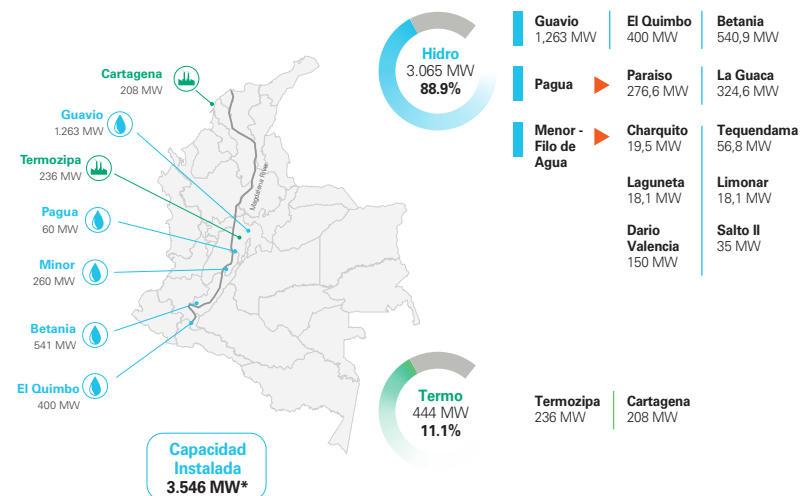 Cartagena
208 MW
Guavio
1.263 MW
Termozipa
236 MW
Pagua
60 MW
Minor
260 MW
Betania
541 MW
El Quimbo
400 MW
Magdalena River
Capacidad
Instalada
3.546 MW*
Hidro
3.065 MW
88.9%
Guavio
1,263 MW
El Quimbo
400 MW
Betania
540,9 MW
Pagua
Paraiso
276,6 MW
La Guaca
324,6 MW
Menor -
Filo de
Agua
Charquito
19,5 MW
Tequendama
56,8 MW
Laguneta
18,1 MW
Limonar
18,1 MW
Dario
Valencia
150 MW
Salto II
35 MW
Termo
444 MW
11.1%
Termozipa
236 MW
Cartagena
208 MW